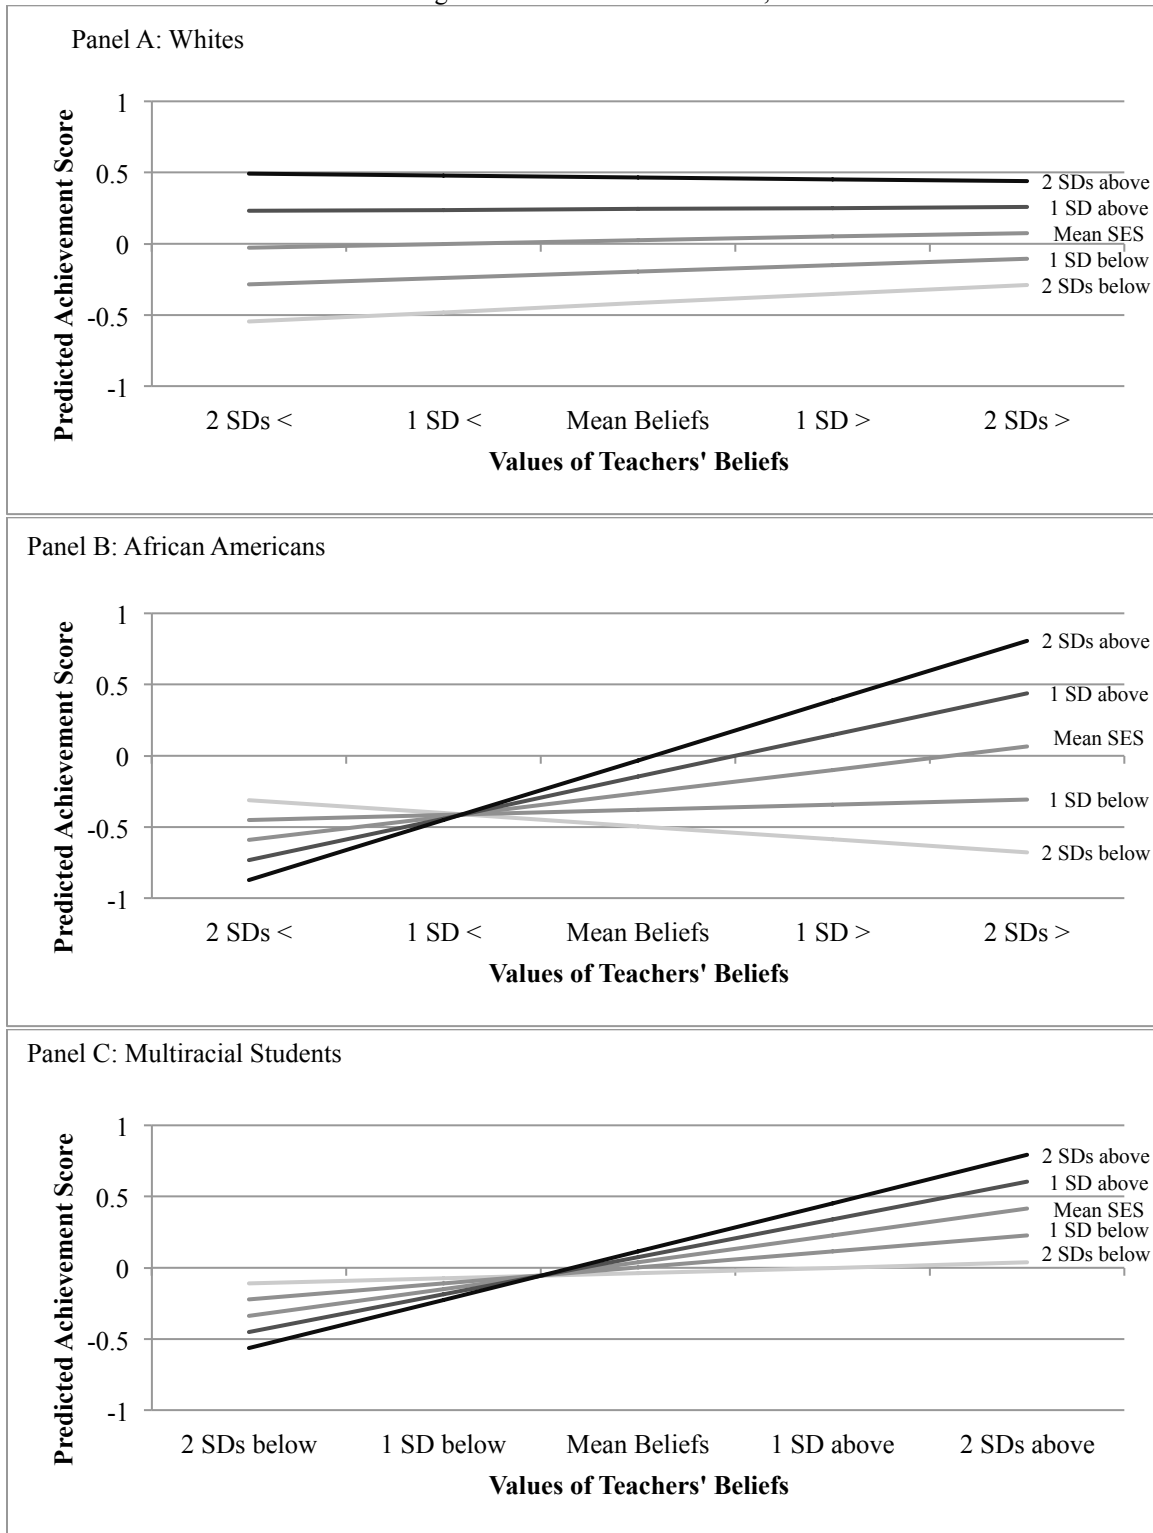 Panel A: Whites
1
0.5
0
-0.5
-1
Predicted Achievement Score
2 SDs above
1 SD above
Mean SES
1 SD below
2 SDs below
2 SDs <
1 SD <
Mean Beliefs
1 SD >
2 SDs >
Values of Teachers' Beliefs
Panel B: African Americans
1
0.5
0
-0.5
-1
Predicted Achievement Score
2 SDs above
1 SD above
Mean SES
1 SD below
2 SDs below
2 SDs <
1 SD <
Mean Beliefs
1 SD >
2 SDs >
Values of Teachers' Beliefs
Panel C: Multiracial Students
1
0.5
0
-0.5
-1
Predicted Achievement Score
2 SDs above
1 SD above
Mean SES
1 SD below
2 SDs below
2 SDs below
1 SD below
Mean Beliefs
1 SD above
2 SDs above
Values of Teachers' Beliefs